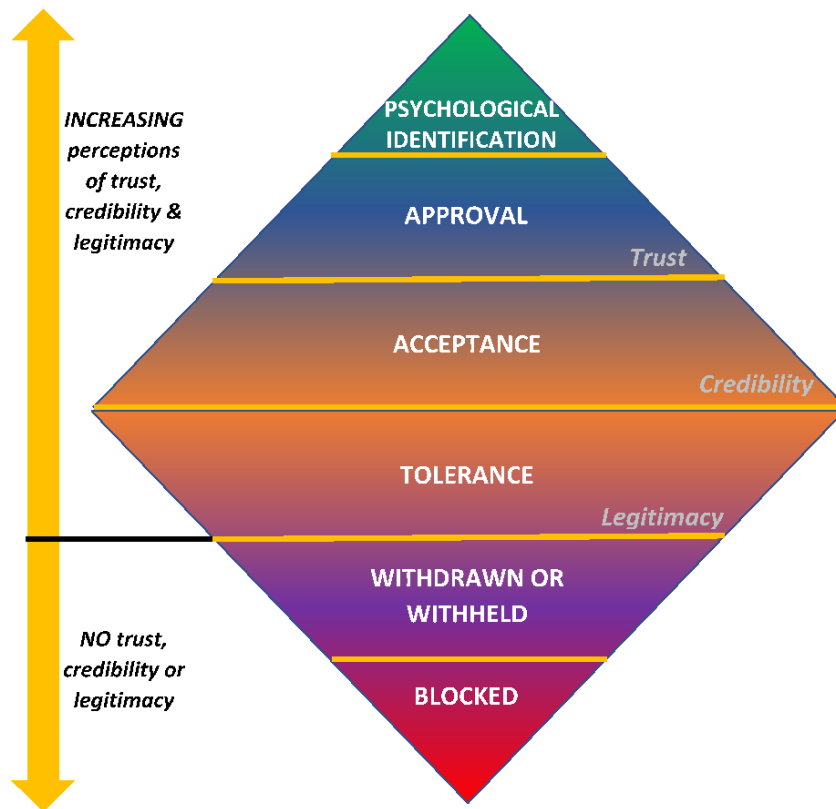 INCREASING
perceptions
of trust,
credibility &
legitimacy
PSYCHOLOGICAL
IDENTIFICATION
APPROVAL
Trust
ACCEPTANCE
Credibility
TOLERANCE
Legitimacy
WITHDRAWN OR
WITHHELD
NO trust,
credibility or
legitimacy
BLOCKED